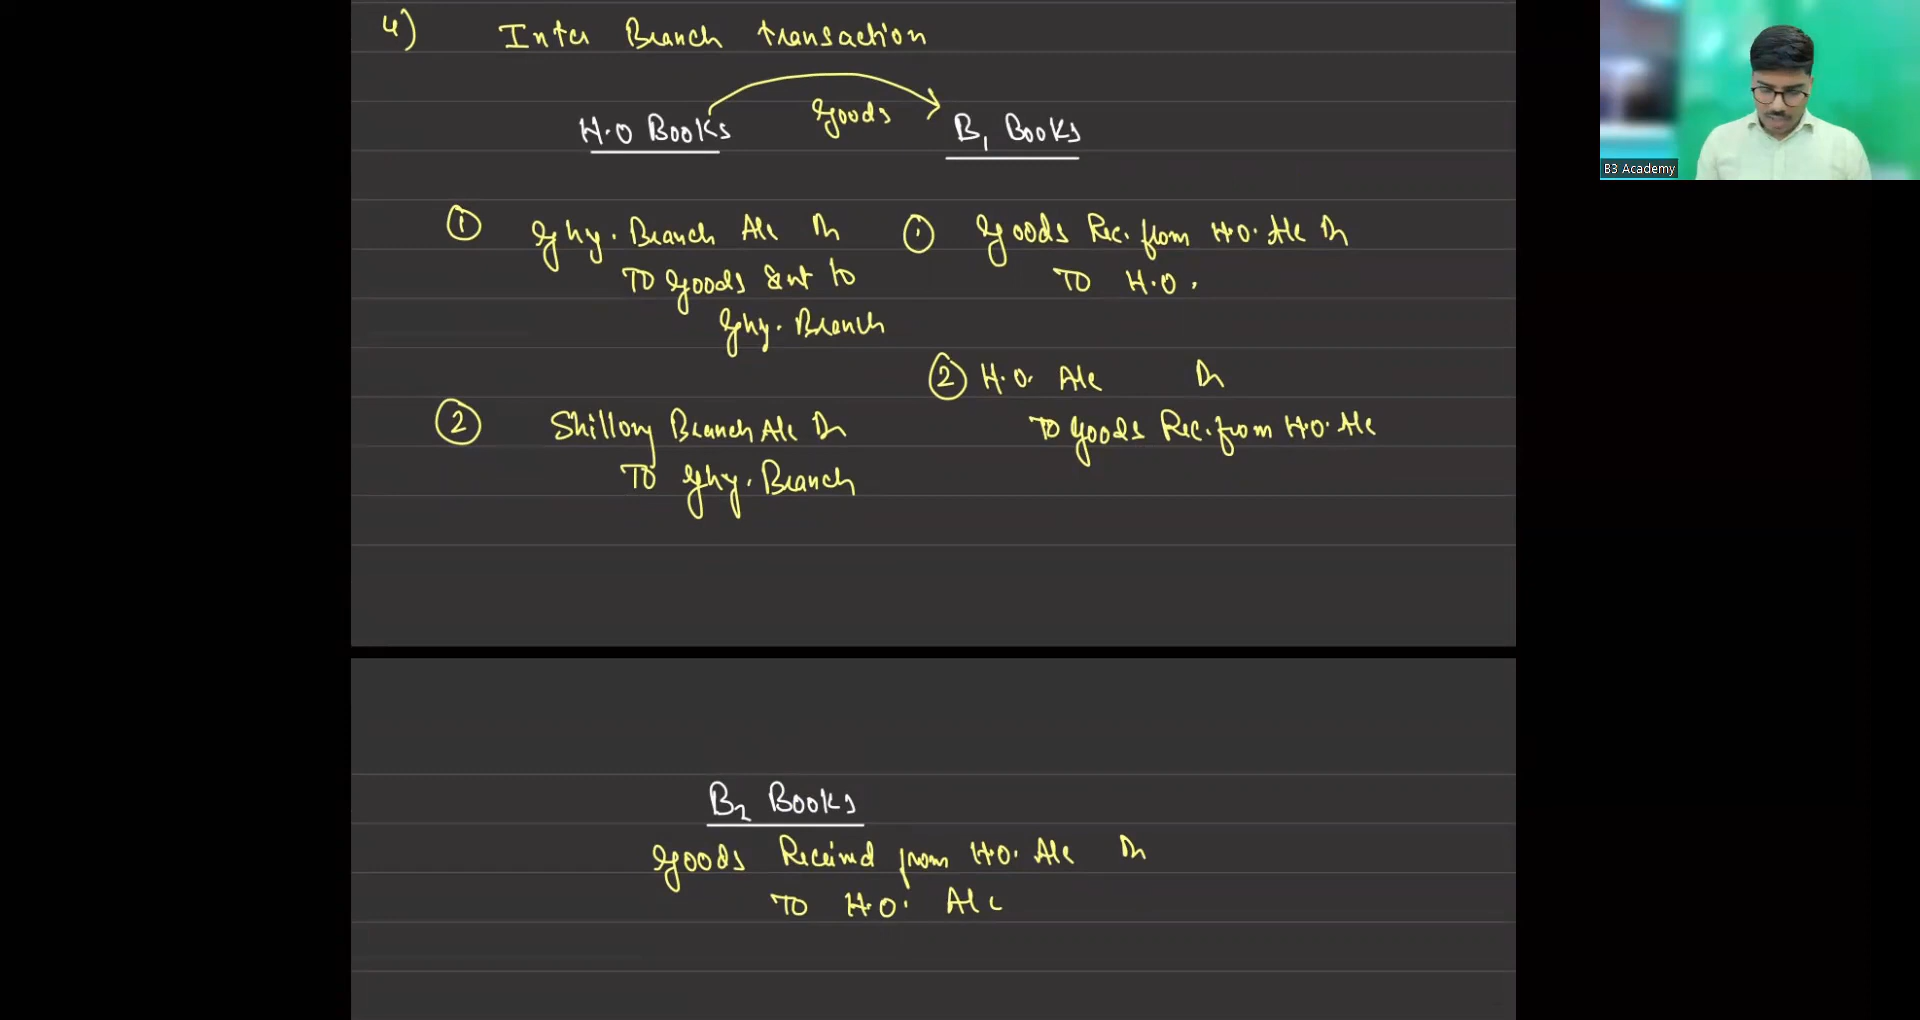 4) Inter Branch transaction
goods
H.O Books
B1 Books
① Ghy. Branch A/c Dr
To Goods sent to
Ghy. Branch
① Goods Rec. from H.O. A/c Dr
To H.O.
② H.O. A/c Dr
To Goods Rec. from H.O. A/c
② Shillong Branch A/c Dr
To Ghy. Branch
B2 Books
Goods Received from H.O. A/c Dr
To H.O. A/c
B3 Academy